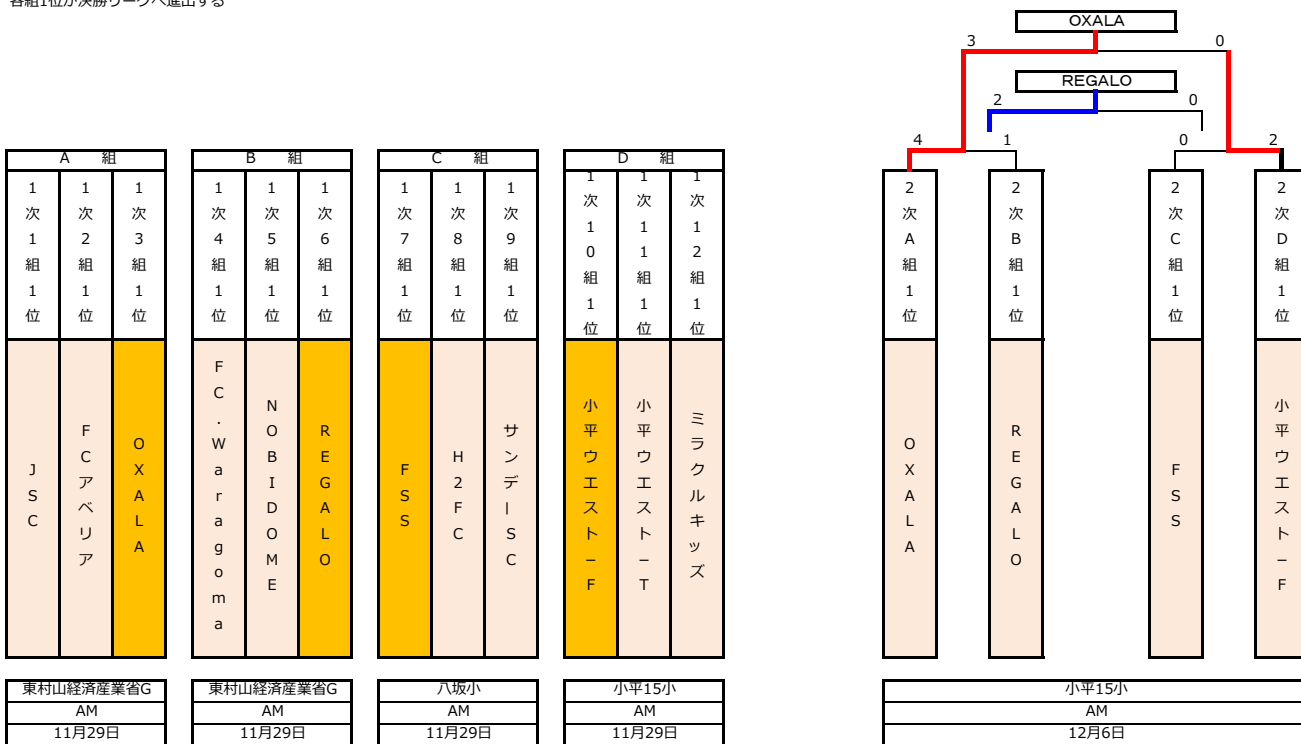 各組1位が決勝リーグへ進出する
OXALA
3 0
REGALO
2 0
4 1 0 2
A 組
B 組
C 組
D 組
1次1組1位
1次2組1位
1次3組1位
1次4組1位
1次5組1位
1次6組1位
1次7組1位
1次8組1位
1次9組1位
1次10組1位
1次11組1位
1次12組1位
2次A組1位
2次B組1位
2次C組1位
2次D組1位
JSC
FCアベリア
OXALA
FC.Waragoma
NOBIDOME
REGALO
FSS
H2FC
サンデーSC
小平ウエスト−F
小平ウエスト−T
ミラクルキッズ
OXALA
REGALO
FSS
小平ウエスト−F
東村山経済産業省G
東村山経済産業省G
八坂小
小平15小
小平15小
AM
AM
AM
AM
AM
11月29日
11月29日
11月29日
11月29日
12月6日